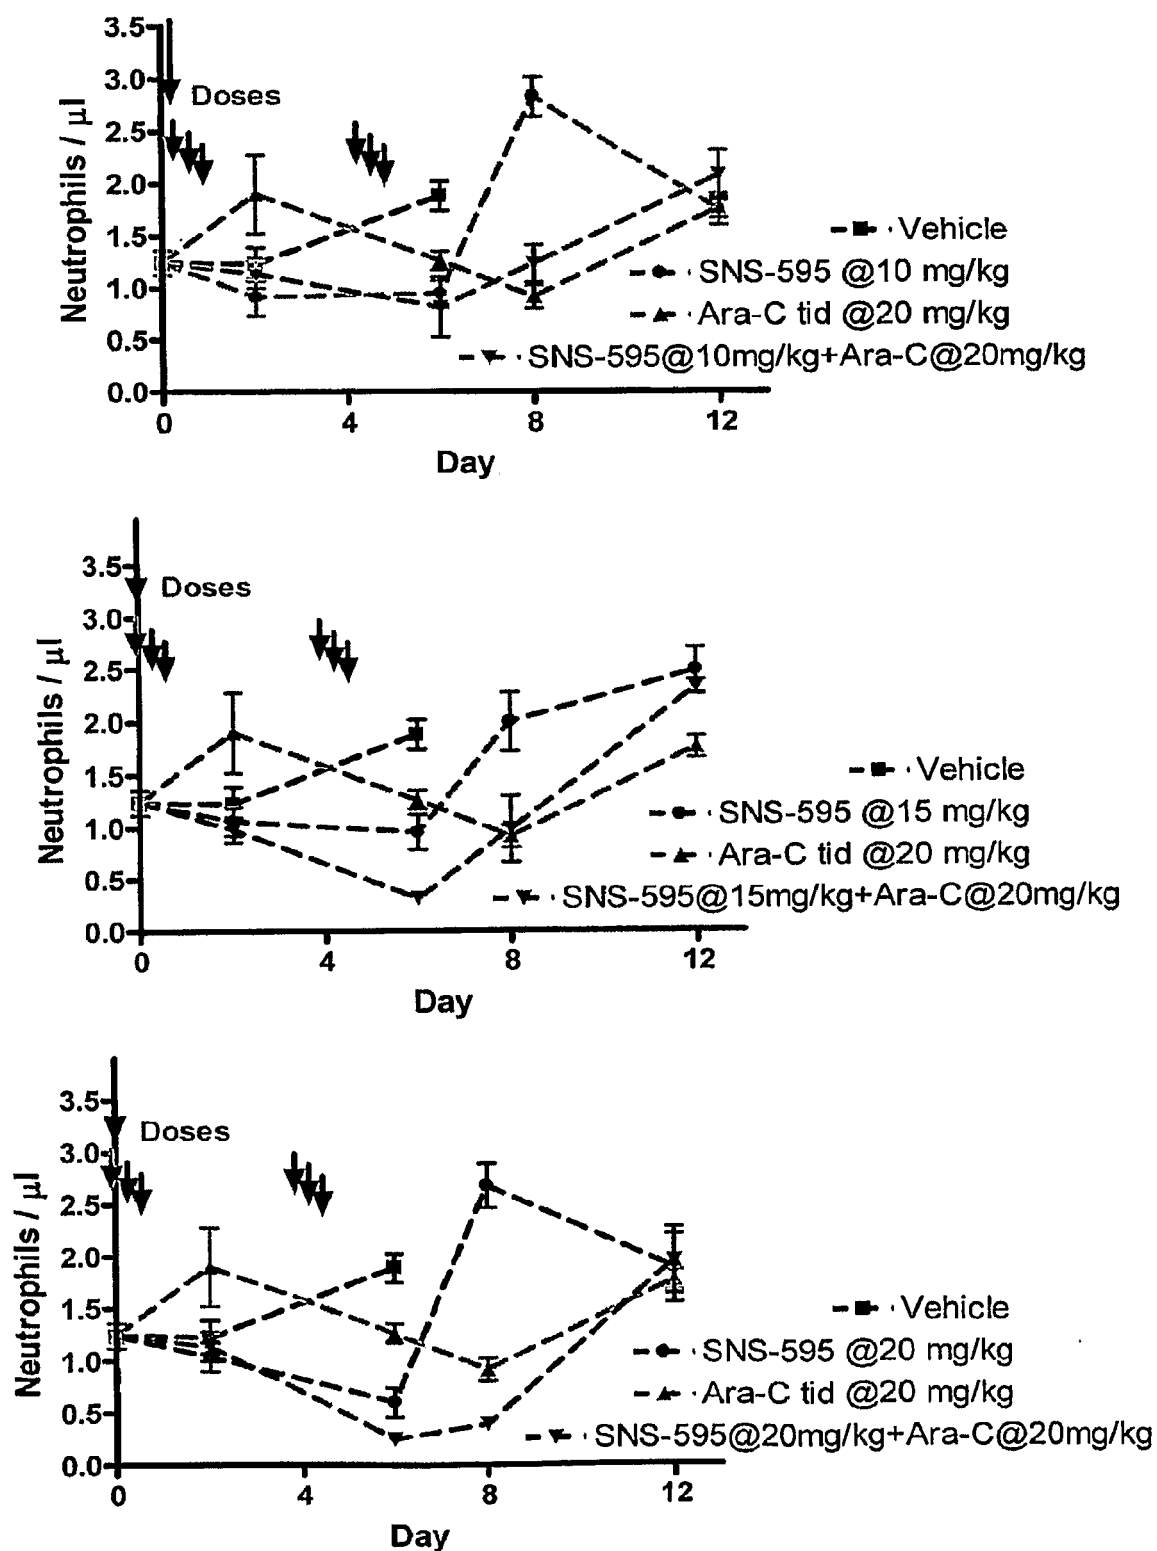 3.5
3.0
2.5
2.0
1.5
1.0
0.5
0.0
Neutrophils / µl
Doses
Vehicle
SNS-595 @10 mg/kg
Ara-C tid @20 mg/kg
SNS-595@10mg/kg+Ara-C@20mg/kg
0 4 8 12
Day
3.5
3.0
2.5
2.0
1.5
1.0
0.5
0.0
Neutrophils / µl
Doses
Vehicle
SNS-595 @15 mg/kg
Ara-C tid @20 mg/kg
SNS-595@15mg/kg+Ara-C@20mg/kg
0 4 8 12
Day
3.5
3.0
2.5
2.0
1.5
1.0
0.5
0.0
Neutrophils / µl
Doses
Vehicle
SNS-595 @20 mg/kg
Ara-C tid @20 mg/kg
SNS-595@20mg/kg+Ara-C@20mg/kg
0 4 8 12
Day